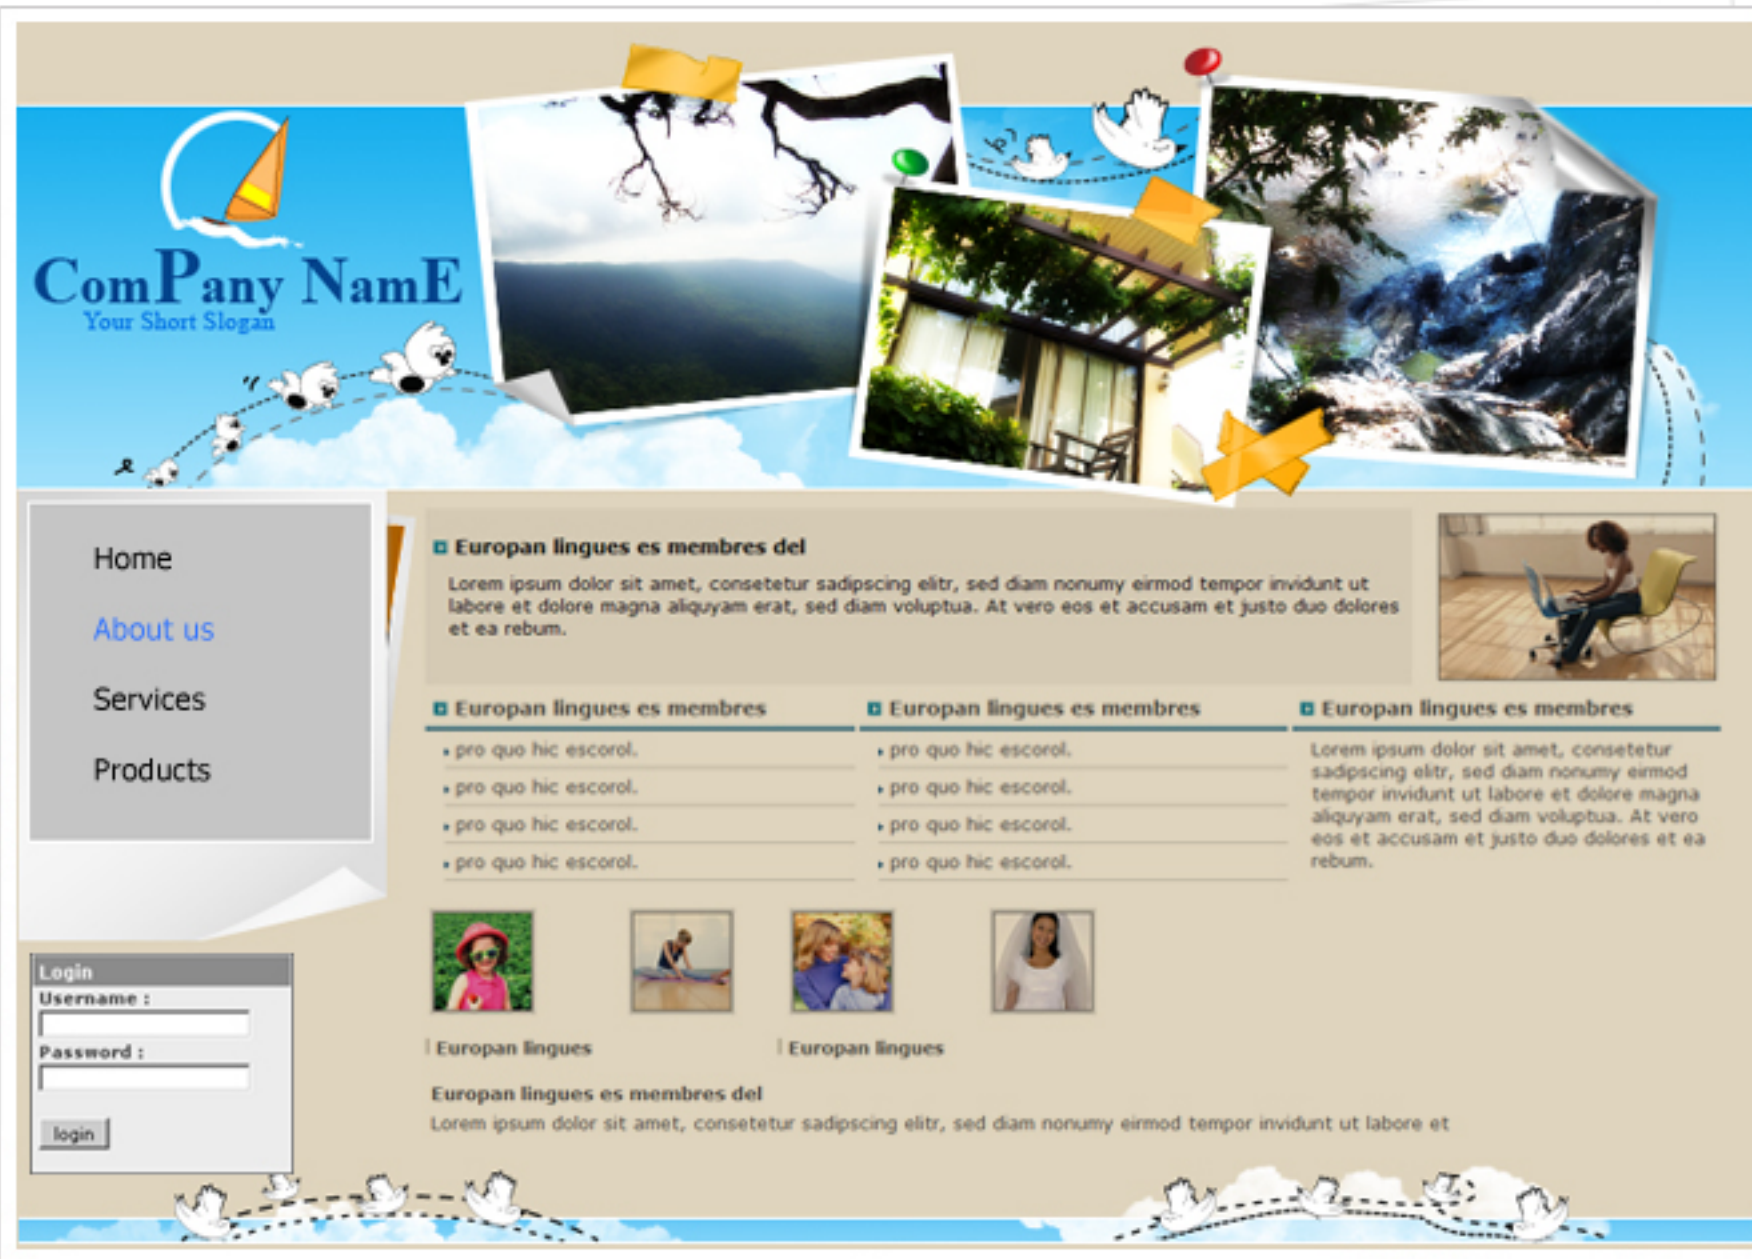 ComPany NamE
Your Short Slogan
Home
About us
Services
Products
Login
Username :
Password :
login
Europan lingues es membres del
Lorem ipsum dolor sit amet, consetetur sadipscing elitr, sed diam nonumy eirmod tempor invidunt ut
labore et dolore magna aliquyam erat, sed diam voluptua. At vero eos et accusam et justo duo dolores
et ea rebum.
Europan lingues es membres
pro quo hic escorol.
pro quo hic escorol.
pro quo hic escorol.
pro quo hic escorol.
Europan lingues es membres
pro quo hic escorol.
pro quo hic escorol.
pro quo hic escorol.
pro quo hic escorol.
Europan lingues es membres
Lorem ipsum dolor sit amet, consetetur
sadipscing elitr, sed diam nonumy eirmod
tempor invidunt ut labore et dolore magna
aliquyam erat, sed diam voluptua. At vero
eos et accusam et justo duo dolores et ea
rebum.
Europan lingues
Europan lingues
Europan lingues es membres del
Lorem ipsum dolor sit amet, consetetur sadipscing elitr, sed diam nonumy eirmod tempor invidunt ut labore et